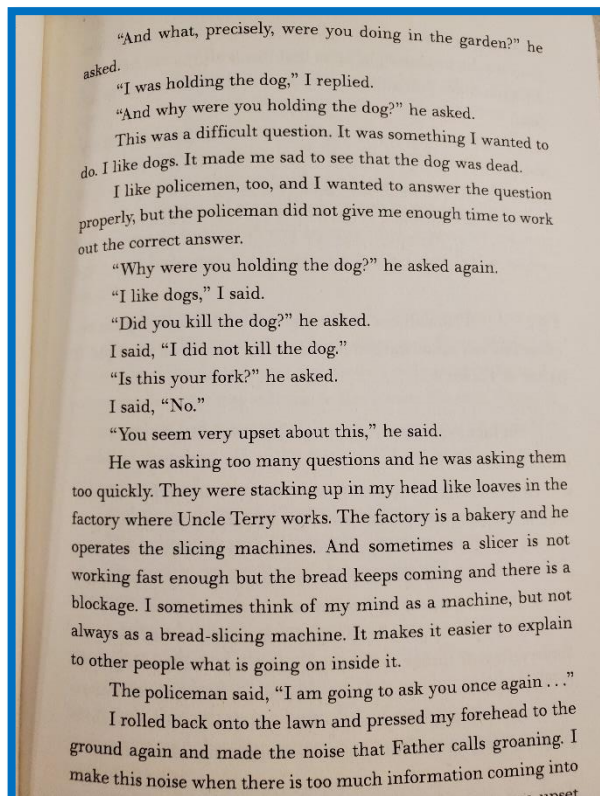 “And what, precisely, were you doing in the garden?” he
asked.
“I was holding the dog,” I replied.
“And why were you holding the dog?” he asked.
This was a difficult question. It was something I wanted to
do. I like dogs. It made me sad to see that the dog was dead.
I like policemen, too, and I wanted to answer the question
properly, but the policeman did not give me enough time to work
out the correct answer.
“Why were you holding the dog?” he asked again.
“I like dogs,” I said.
“Did you kill the dog?” he asked.
I said, “I did not kill the dog.”
“Is this your fork?” he asked.
I said, “No.”
“You seem very upset about this,” he said.
He was asking too many questions and he was asking them
too quickly. They were stacking up in my head like loaves in the
factory where Uncle Terry works. The factory is a bakery and he
operates the slicing machines. And sometimes a slicer is not
working fast enough but the bread keeps coming and there is a
blockage. I sometimes think of my mind as a machine, but not
always as a bread-slicing machine. It makes it easier to explain
to other people what is going on inside it.
The policeman said, “I am going to ask you once again . . .”
I rolled back onto the lawn and pressed my forehead to the
ground again and made the noise that Father calls groaning. I
make this noise when there is too much information coming into
upset